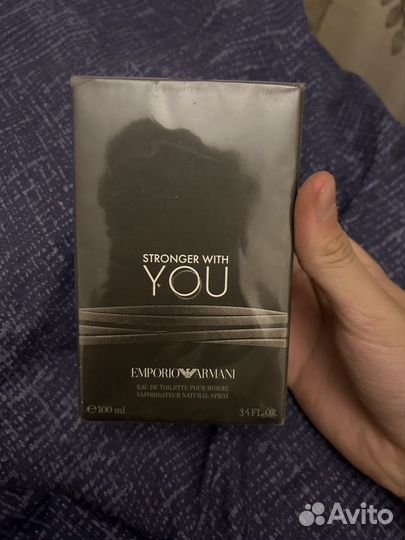 STRONGER WITH
YOU
EMPORIO ARMANI
EAU DE TOILETTE POUR HOMME
VAPORISATEUR NATURAL SPRAY
℮100 ml 3.4 FL.OZ.
Avito